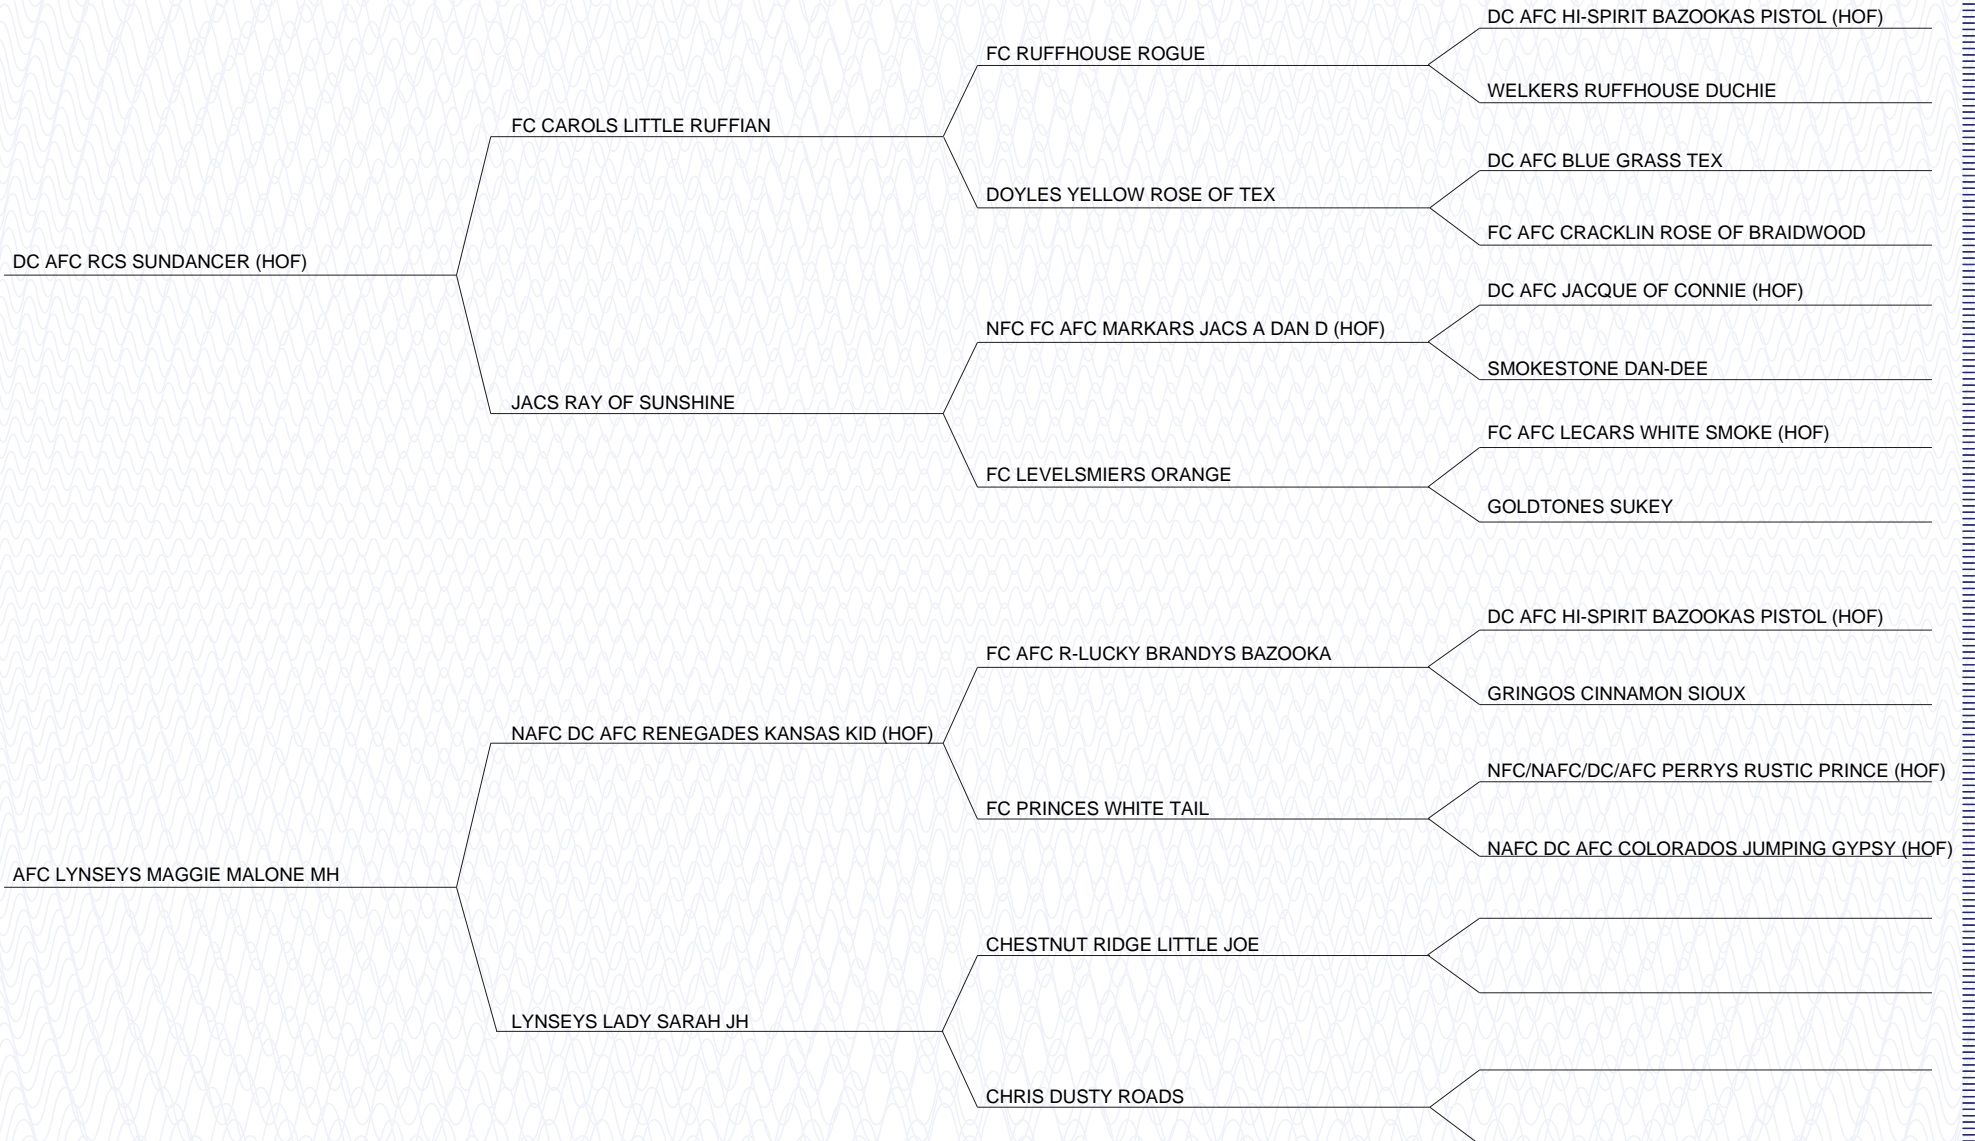 DC AFC HI-SPIRIT BAZOOKAS PISTOL (HOF)
FC RUFFHOUSE ROGUE
WELKERS RUFFHOUSE DUCHIE
FC CAROLS LITTLE RUFFIAN
DC AFC BLUE GRASS TEX
DOYLES YELLOW ROSE OF TEX
FC AFC CRACKLIN ROSE OF BRAIDWOOD
DC AFC RCS SUNDANCER (HOF)
DC AFC JACQUE OF CONNIE (HOF)
NFC FC AFC MARKARS JACS A DAN D (HOF)
SMOKESTONE DAN-DEE
JACS RAY OF SUNSHINE
FC AFC LECARS WHITE SMOKE (HOF)
FC LEVELSMIERS ORANGE
GOLDTONES SUKEY
DC AFC HI-SPIRIT BAZOOKAS PISTOL (HOF)
FC AFC R-LUCKY BRANDYS BAZOOKA
GRINGOS CINNAMON SIOUX
NAFC DC AFC RENEGADES KANSAS KID (HOF)
NFC/NAFC/DC/AFC PERRYS RUSTIC PRINCE (HOF)
FC PRINCES WHITE TAIL
NAFC DC AFC COLORADOS JUMPING GYPSY (HOF)
AFC LYNSEYS MAGGIE MALONE MH
CHESTNUT RIDGE LITTLE JOE
LYNSEYS LADY SARAH JH
CHRIS DUSTY ROADS